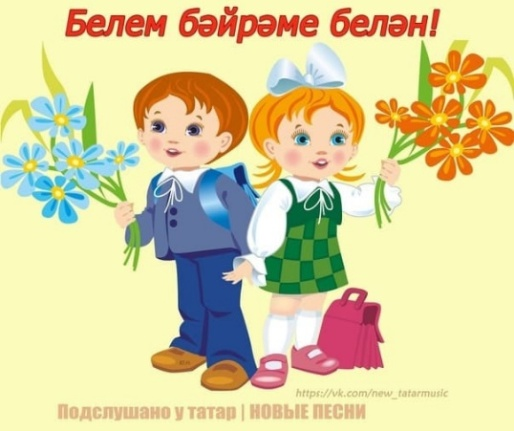 Белем бәйрәме белән!
https://vk.com/new_tatarmusic
Подслушано у татар | НОВЫЕ ПЕСНИ